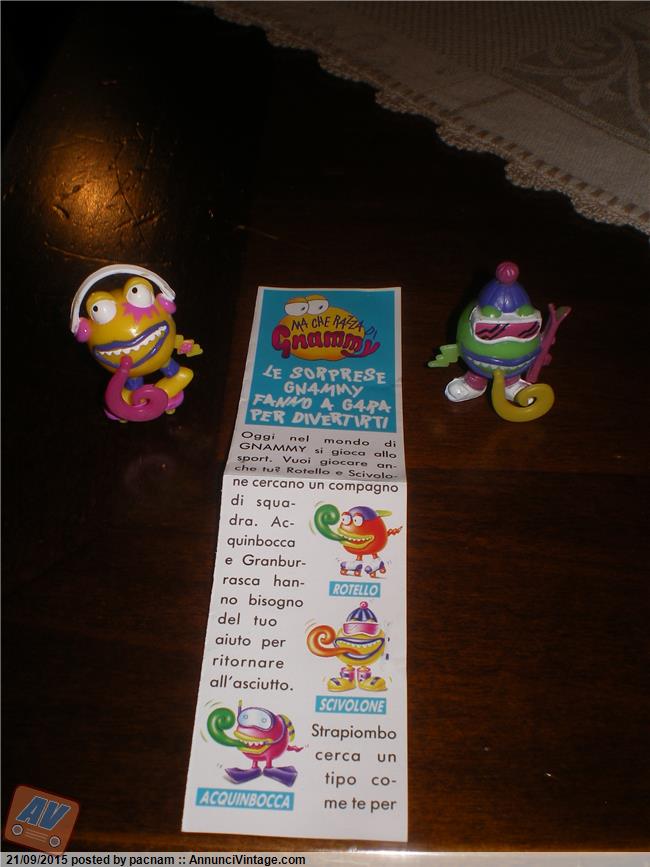 MA CHE RAZZA DI
Gnammy
LE SORPRESE
GNAMMY
FANNO A GARA
PER DIVERTIRTI
Oggi nel mondo di
GNAMMY si gioca allo
sport. Vuoi giocare an-
che tu? Rotello e Scivolo-
ne cercano un compagno
di squa-
dra. Ac-
quinbocca
e Granbur-
rasca han-
no bisogno
del tuo
aiuto per
ritornare
all'asciutto.
ROTELLO
SCIVOLONE
ACQUINBOCCA
Strapiombo
cerca un
tipo co-
me te per
AV
21/09/2015 posted by pacnam :: AnnunciVintage.com